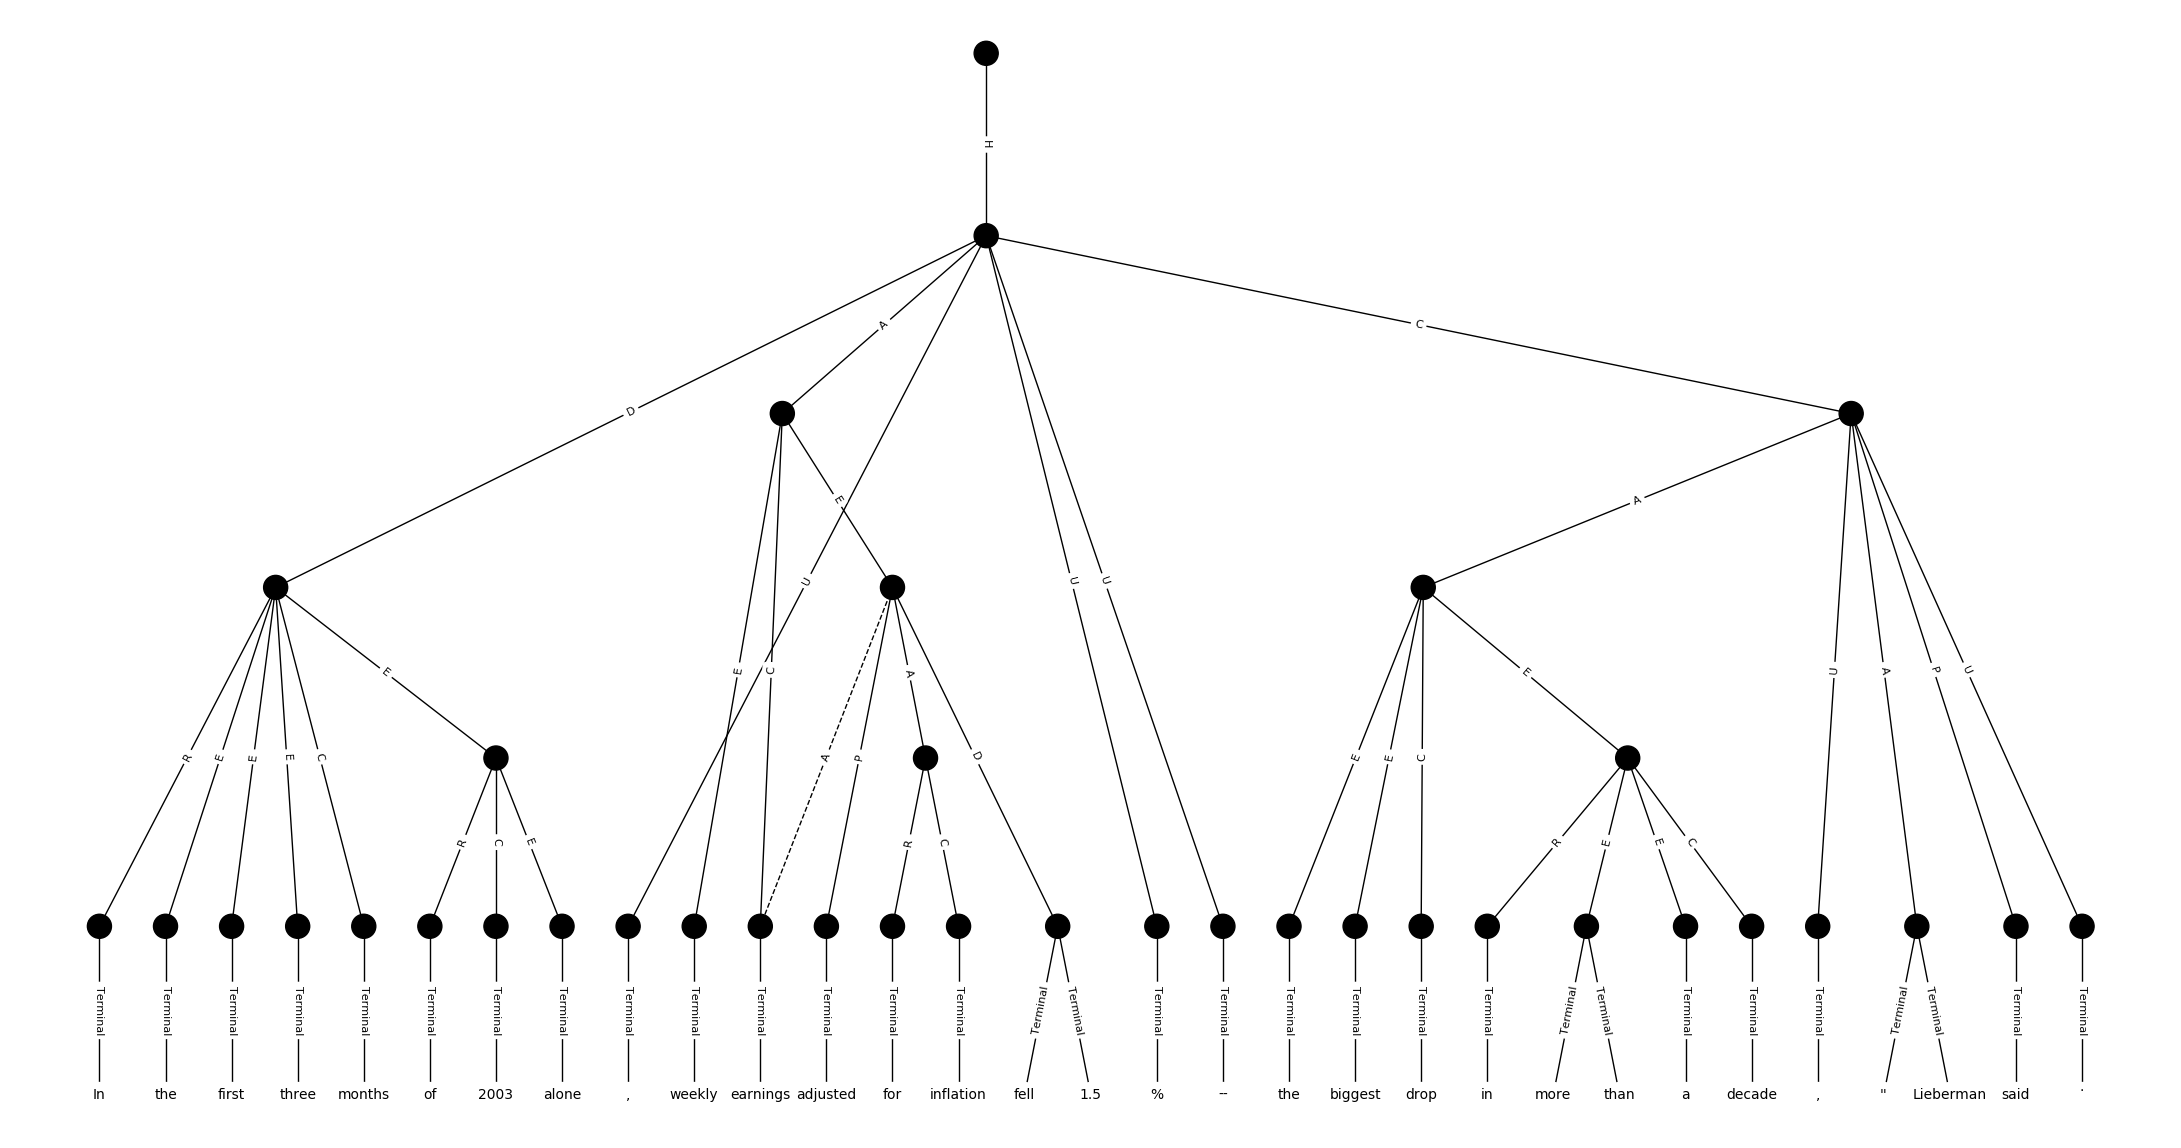 H
A
C
D
E
A
U
U
U
E
C
E
A
E
U
A
P
U
R
E
E
E
C
A
P
D
E
E
C
R
C
E
R
C
R
E
E
C
Terminal Terminal Terminal Terminal Terminal Terminal Terminal Terminal Terminal Terminal Terminal Terminal Terminal Terminal Terminal Terminal Terminal Terminal Terminal Terminal Terminal Terminal Terminal Terminal Terminal Terminal Terminal Terminal Terminal Terminal Terminal
In the first three months of 2003 alone , weekly earnings adjusted for inflation fell 1.5 % -- the biggest drop in more than a decade , " Lieberman said .